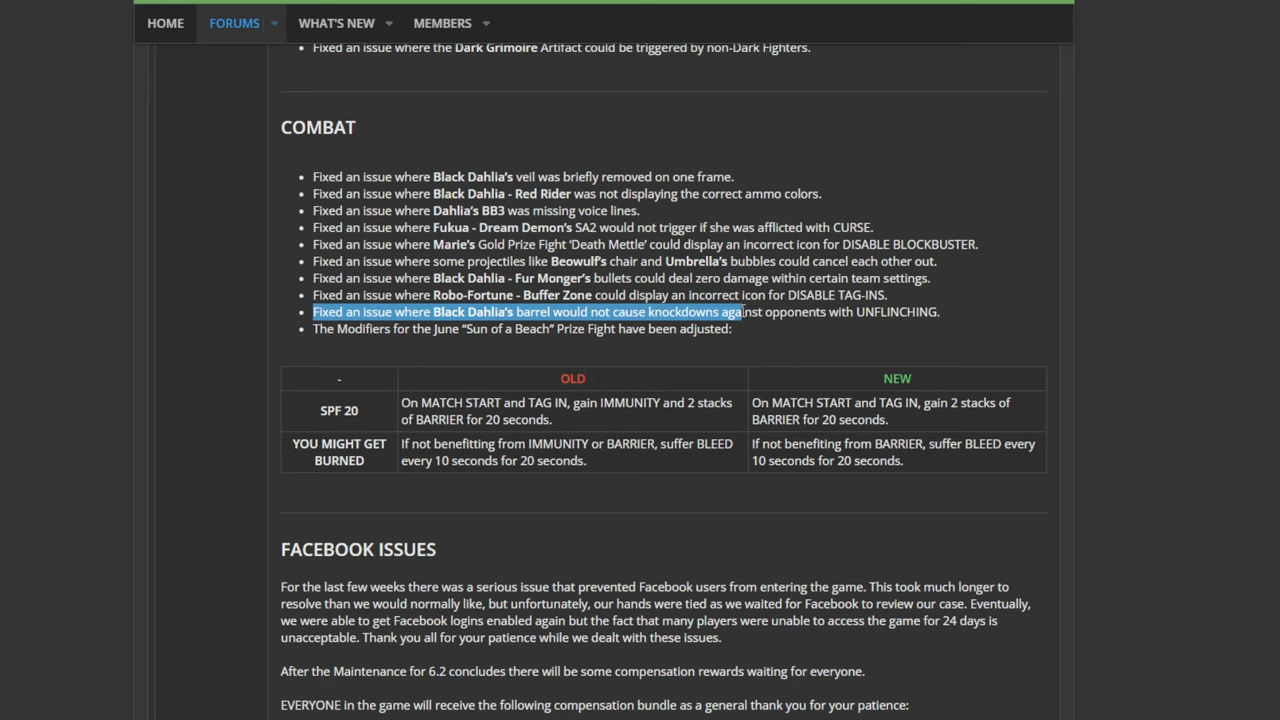 HOME FORUMS WHAT'S NEW MEMBERS
Fixed an issue where the Dark Grimoire Artifact could be triggered by non-Dark Fighters.
COMBAT
Fixed an issue where Black Dahlia's veil was briefly removed on one frame.
Fixed an issue where Black Dahlia - Red Rider was not displaying the correct ammo colors.
Fixed an issue where Dahlia's BB3 was missing voice lines.
Fixed an issue where Fukua - Dream Demon's SA2 would not trigger if she was afflicted with CURSE.
Fixed an issue where Marie's Gold Prize Fight 'Death Mettle' could display an incorrect icon for DISABLE BLOCKBUSTER.
Fixed an issue where some projectiles like Beowulf's chair and Umbrella's bubbles could cancel each other out.
Fixed an issue where Black Dahlia - Fur Monger's bullets could deal zero damage within certain team settings.
Fixed an issue where Robo-Fortune - Buffer Zone could display an incorrect icon for DISABLE TAG-INS.
Fixed an issue where Black Dahlia's barrel would not cause knockdowns against opponents with UNFLINCHING.
The Modifiers for the June "Sun of a Beach" Prize Fight have been adjusted:
- OLD NEW
SPF 20
On MATCH START and TAG IN, gain IMMUNITY and 2 stacks
of BARRIER for 20 seconds.
On MATCH START and TAG IN, gain 2 stacks of
BARRIER for 20 seconds.
YOU MIGHT GET
BURNED
If not benefitting from IMMUNITY or BARRIER, suffer BLEED
every 10 seconds for 20 seconds.
If not benefiting from BARRIER, suffer BLEED every
10 seconds for 20 seconds.
FACEBOOK ISSUES
For the last few weeks there was a serious issue that prevented Facebook users from entering the game. This took much longer to
resolve than we would normally like, but unfortunately, our hands were tied as we waited for Facebook to review our case. Eventually,
we were able to get Facebook logins enabled again but the fact that many players were unable to access the game for 24 days is
unacceptable. Thank you all for your patience while we dealt with these issues.
After the Maintenance for 6.2 concludes there will be some compensation rewards waiting for everyone.
EVERYONE in the game will receive the following compensation bundle as a general thank you for your patience: